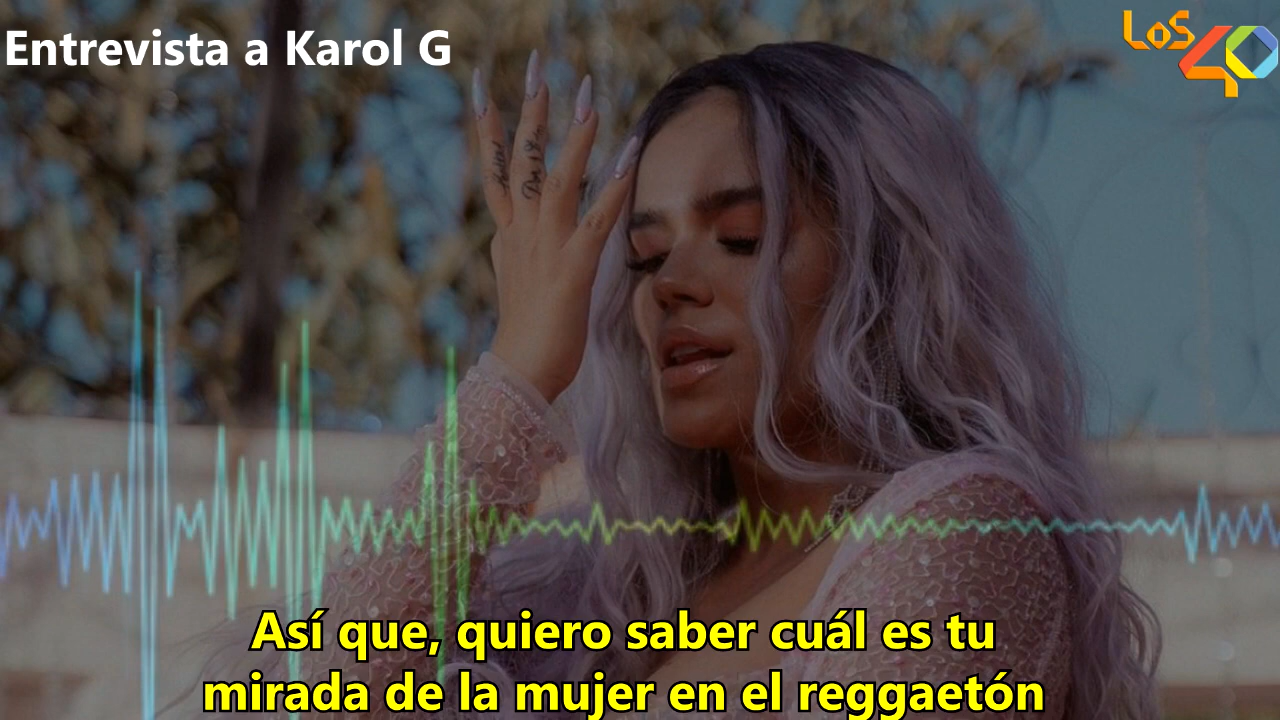 Entrevista a Karol G
LOS
40
Así que, quiero saber cuál es tu
mirada de la mujer en el reggaetón